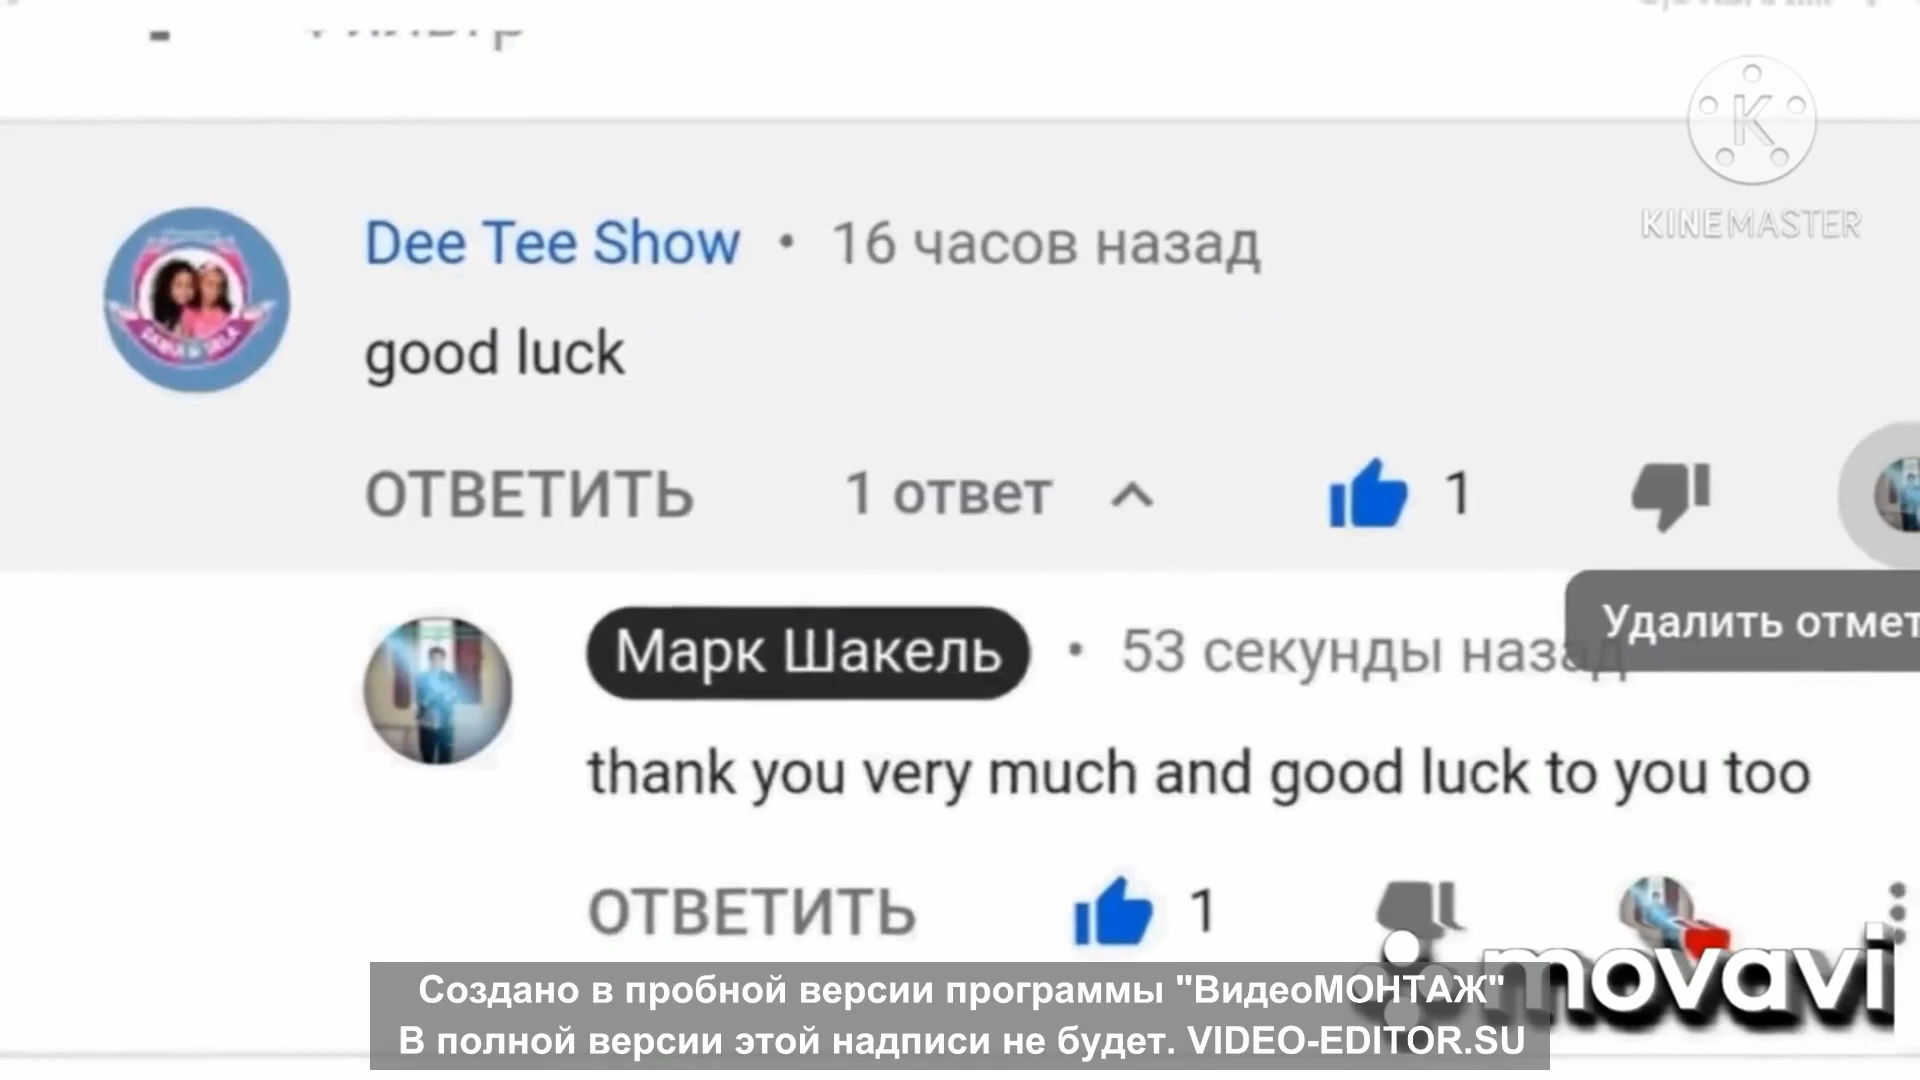 Фильтр
KINEMASTER
Dee Tee Show • 16 часов назад
good luck
ОТВЕТИТЬ 1 ответ 1
Удалить отмет
Марк Шакель • 53 секунды назад
thank you very much and good luck to you too
ОТВЕТИТЬ 1
movavi
Создано в пробной версии программы "ВидеоМОНТАЖ"
В полной версии этой надписи не будет. VIDEO-EDITOR.SU